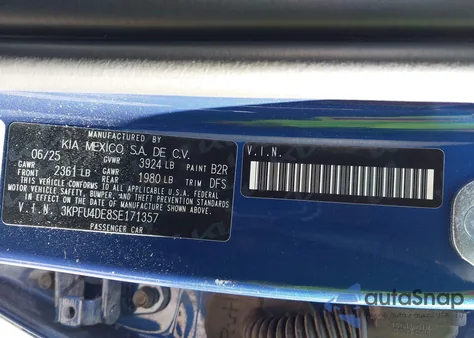 MANUFACTURED BY
KIA MEXICO, S.A. DE C.V.
06/25 GVWR 3924 LB
GAWR FRONT 2361 LB GAWR REAR 1980 LB PAINT B2R TRIM DFS
THIS VEHICLE CONFORMS TO ALL APPLICABLE U.S.A. FEDERAL
MOTOR VEHICLE SAFETY, BUMPER, AND THEFT PREVENTION
STANDARDS IN EFFECT ON THE DATE OF MANUFACTURE SHOWN ABOVE.
V.I.N. 3KPFU4DE8SE171357
PASSENGER CAR
V.I.N.
autoSnap